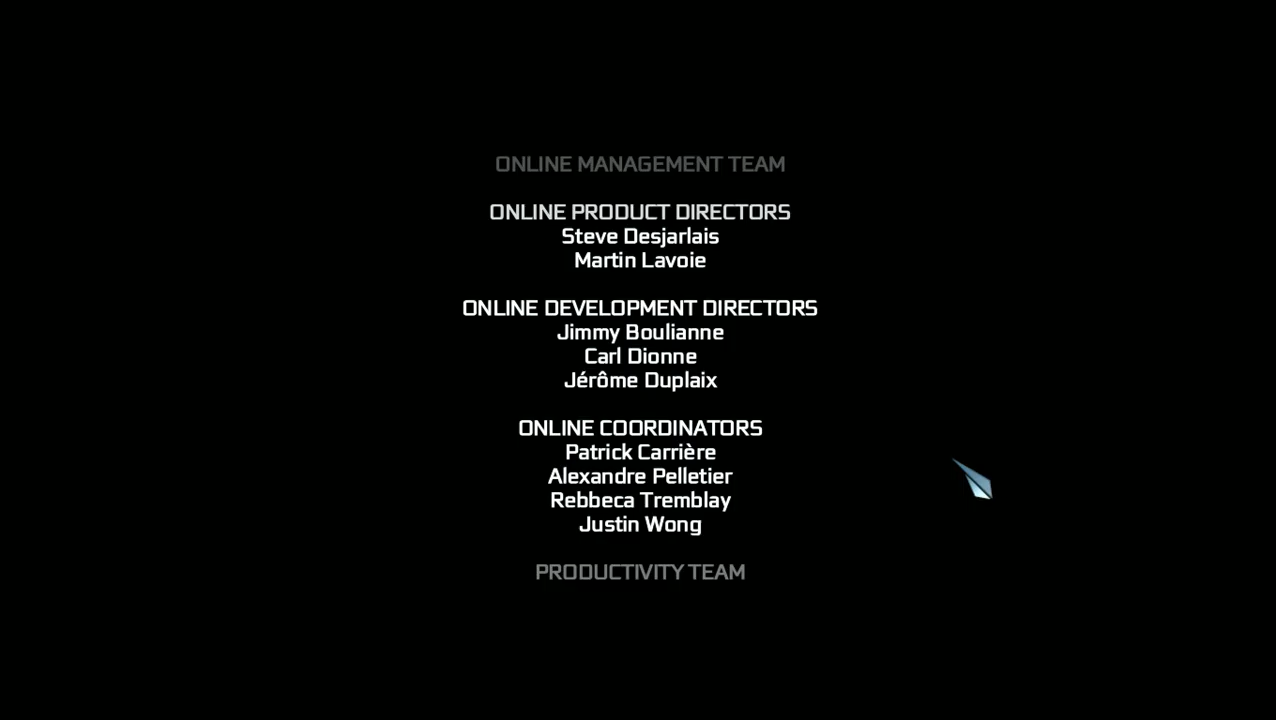 ONLINE MANAGEMENT TEAM
ONLINE PRODUCT DIRECTORS
Steve Desjarlais
Martin Lavoie
ONLINE DEVELOPMENT DIRECTORS
Jimmy Boulianne
Carl Dionne
Jérôme Duplaix
ONLINE COORDINATORS
Patrick Carrière
Alexandre Pelletier
Rebbeca Tremblay
Justin Wong
PRODUCTIVITY TEAM